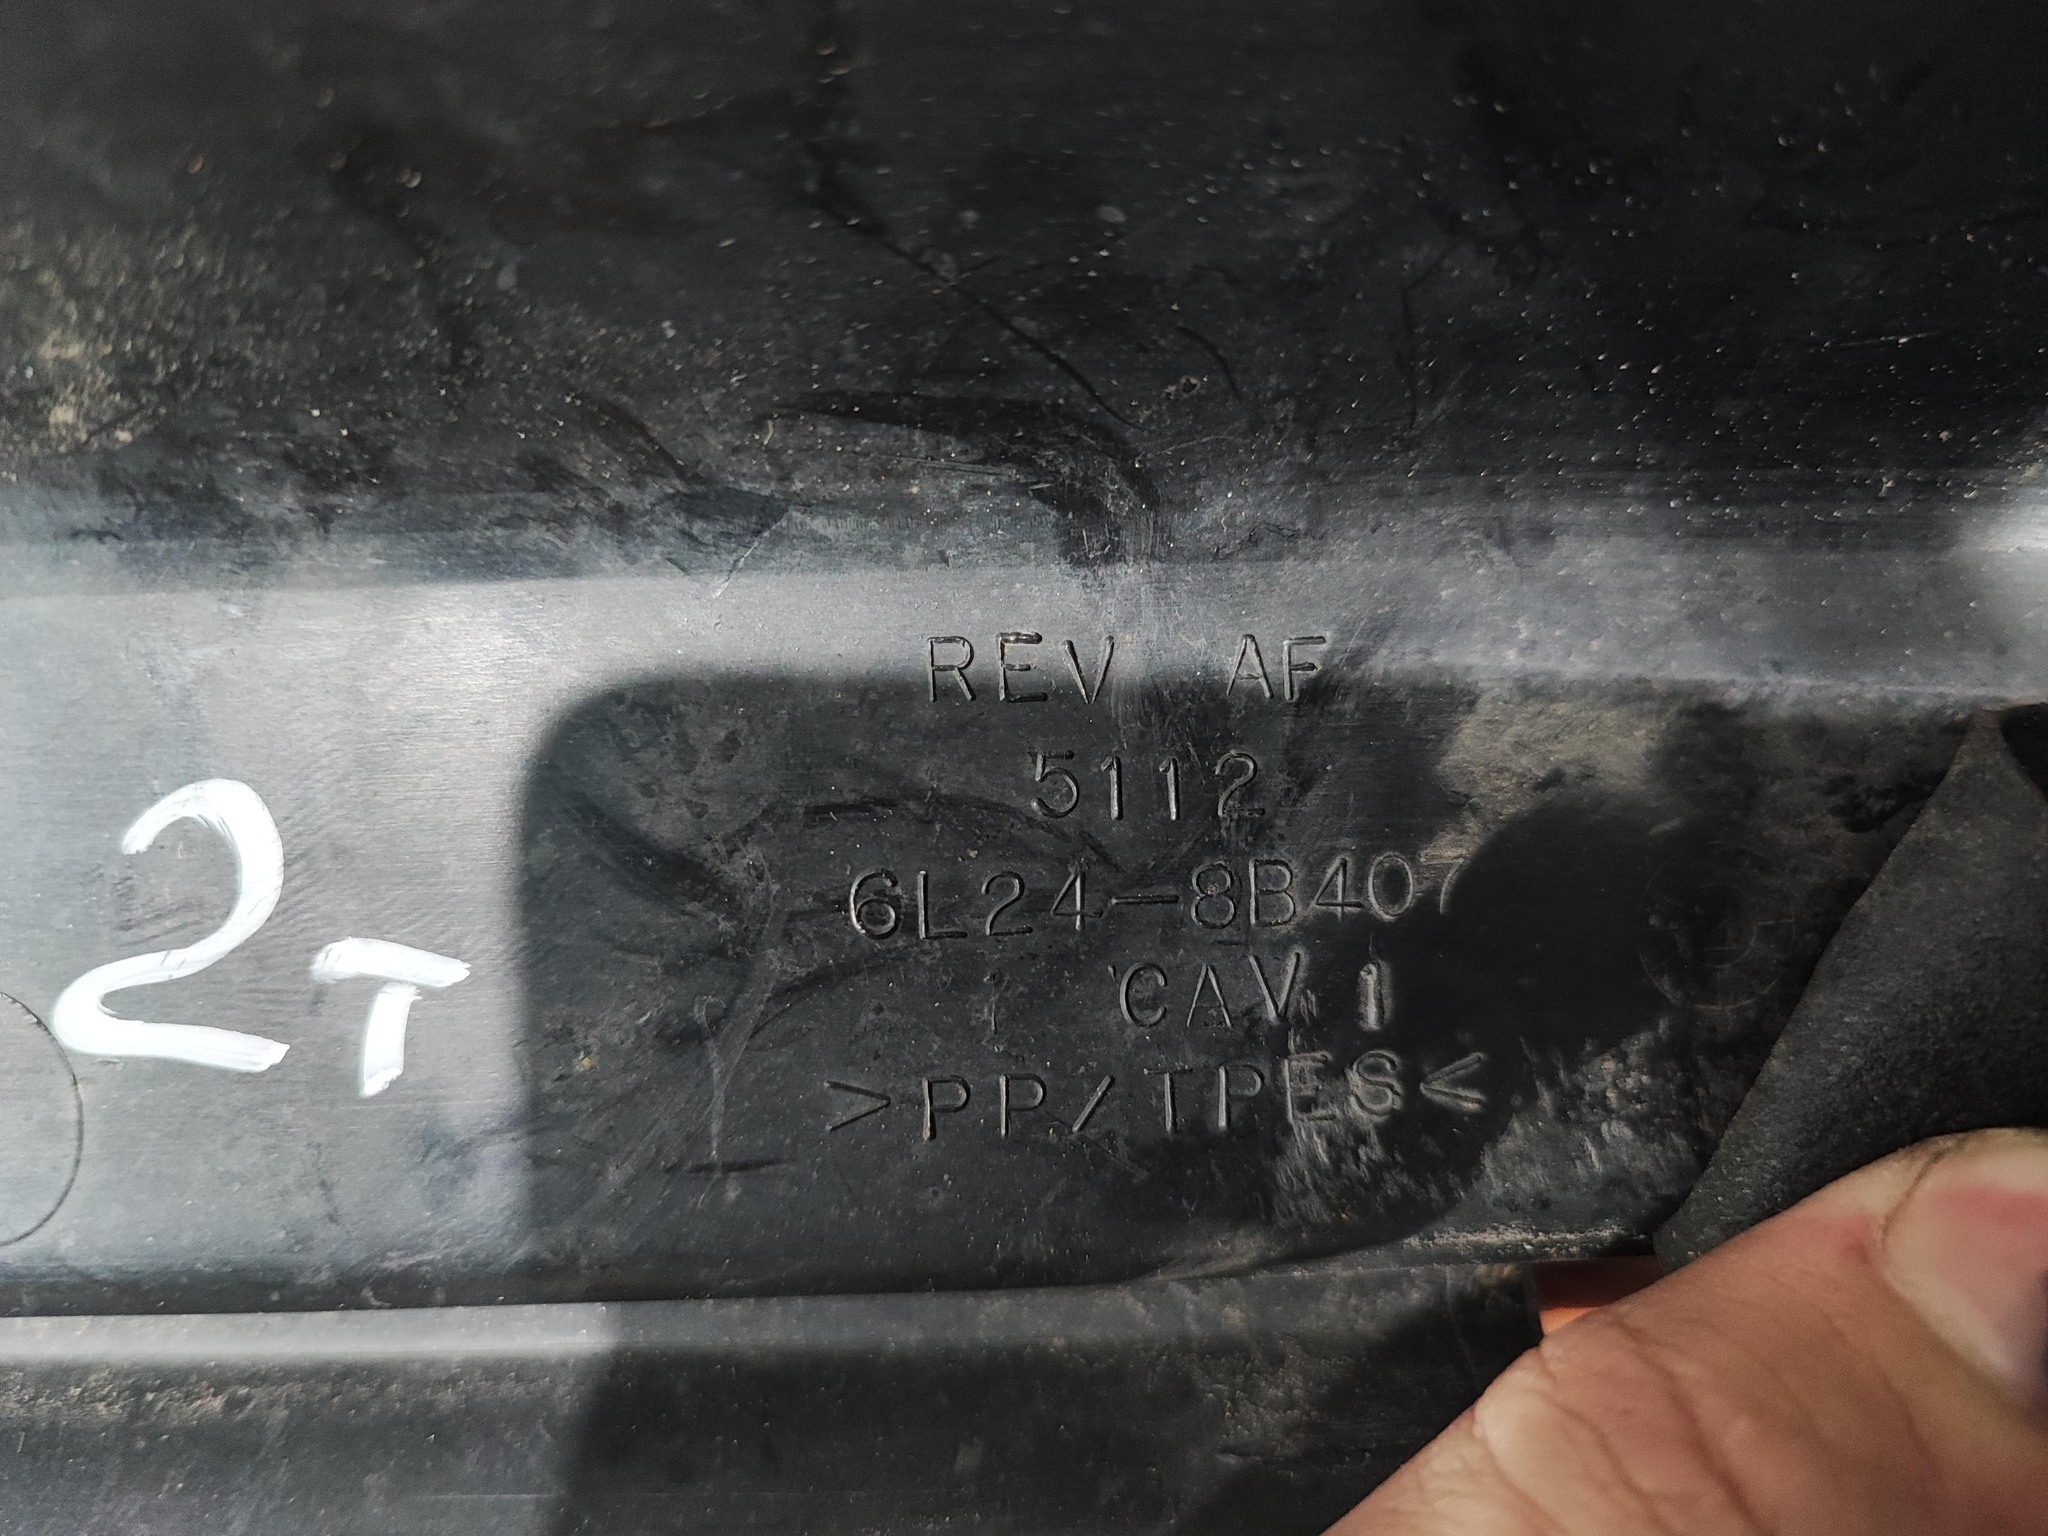 REV AF
5112
6L24-8B407
CAV 1
>PP/TPES<
2T